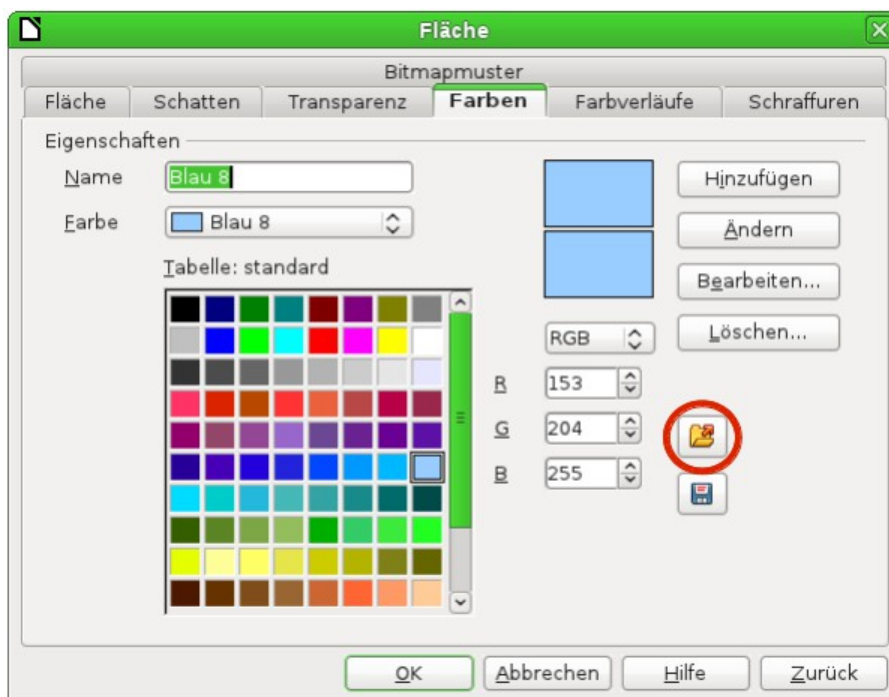 Fläche
Bitmapmuster
Fläche Schatten Transparenz Farben Farbverläufe Schraffuren
Eigenschaften
Name Blau 8 Hinzufügen
Farbe Blau 8 Ändern
Tabelle: standard Bearbeiten...
RGB Löschen...
R 153
G 204
B 255
OK Abbrechen Hilfe Zurück